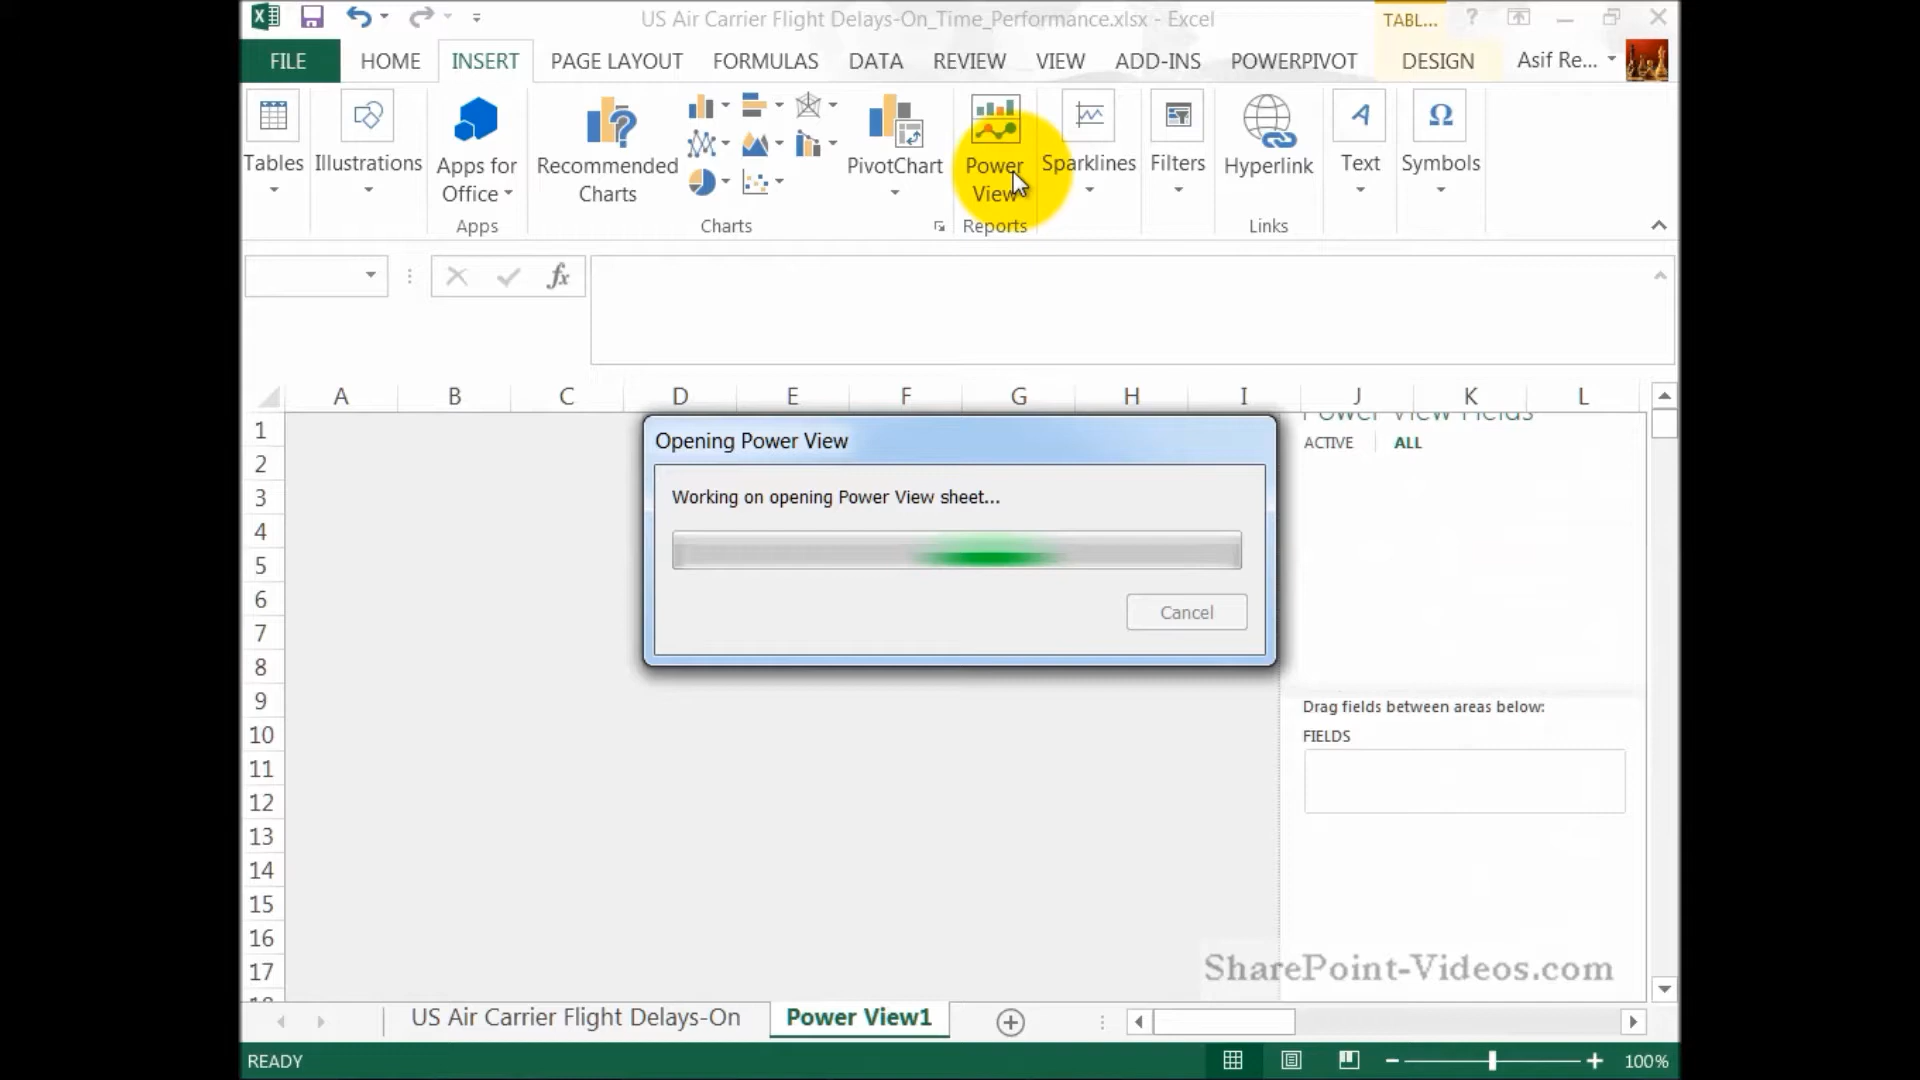 US Air Carrier Flight Delays-On_Time_Performance.xlsx - Excel
TABL... ?
FILE HOME INSERT PAGE LAYOUT FORMULAS DATA REVIEW VIEW ADD-INS POWERPIVOT DESIGN Asif Re...
Tables
Illustrations
Apps for
Office
Apps
Recommended
Charts
Charts
PivotChart
Power
View
Reports
Sparklines
Filters
Hyperlink
Links
Text
Symbols
fx
A B C D E F G H I J K L
1
2
3
4
5
6
7
8
9
10
11
12
13
14
15
16
17
Opening Power View
Working on opening Power View sheet...
Cancel
Power View Fields
ACTIVE ALL
Drag fields between areas below:
FIELDS
SharePoint-Videos.com
US Air Carrier Flight Delays-On Power View1
READY 100%